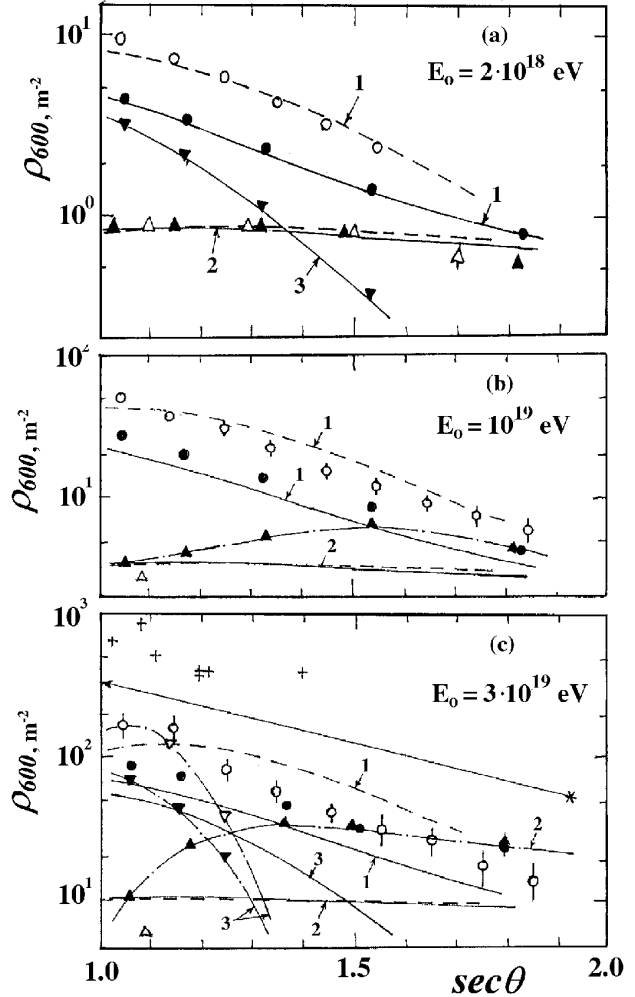 10¹
(a)
E₀ = 2·10¹⁸ eV
1
ρ₆₀₀, m⁻²
1
10⁰
2
3
10²
(b)
E₀ = 10¹⁹ eV
1
ρ₆₀₀, m⁻²
1
10¹
2
10³
(c)
E₀ = 3·10¹⁹ eV
ρ₆₀₀, m⁻²
10²
1
2
3
1
10¹
3
2
1.0
1.5
2.0
secθ